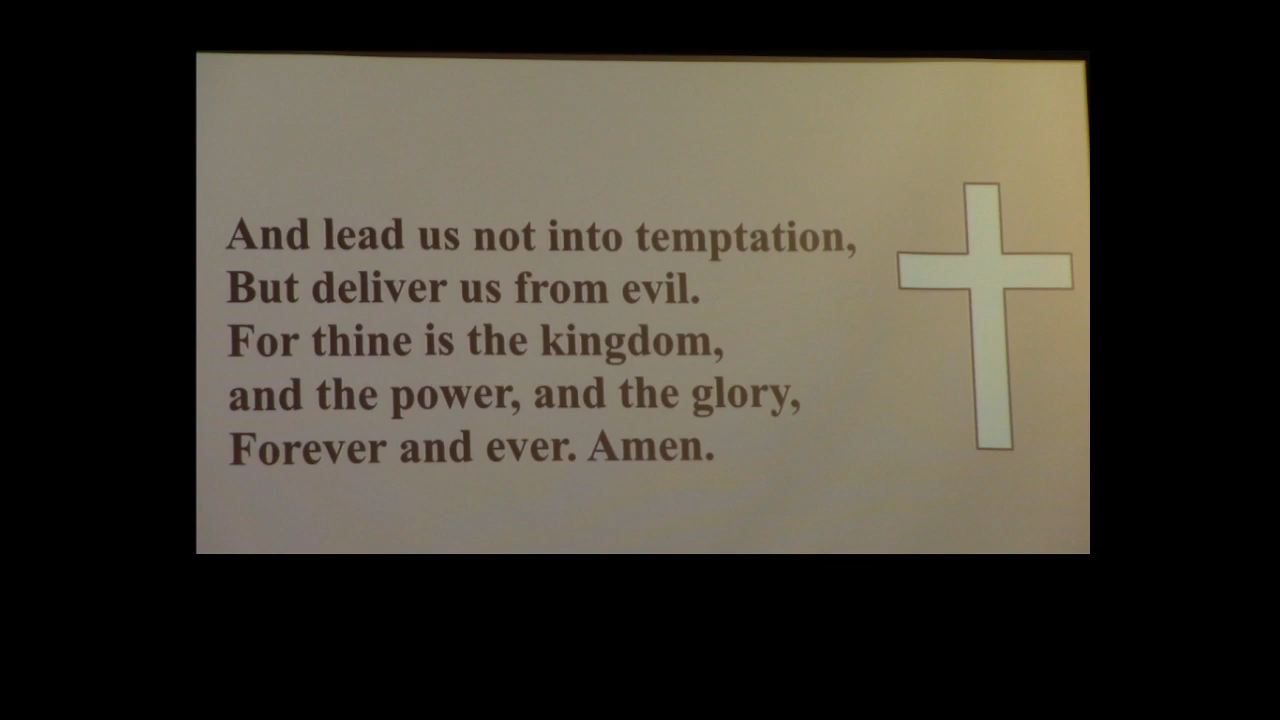 And lead us not into temptation,
But deliver us from evil.
For thine is the kingdom,
and the power, and the glory,
Forever and ever. Amen.